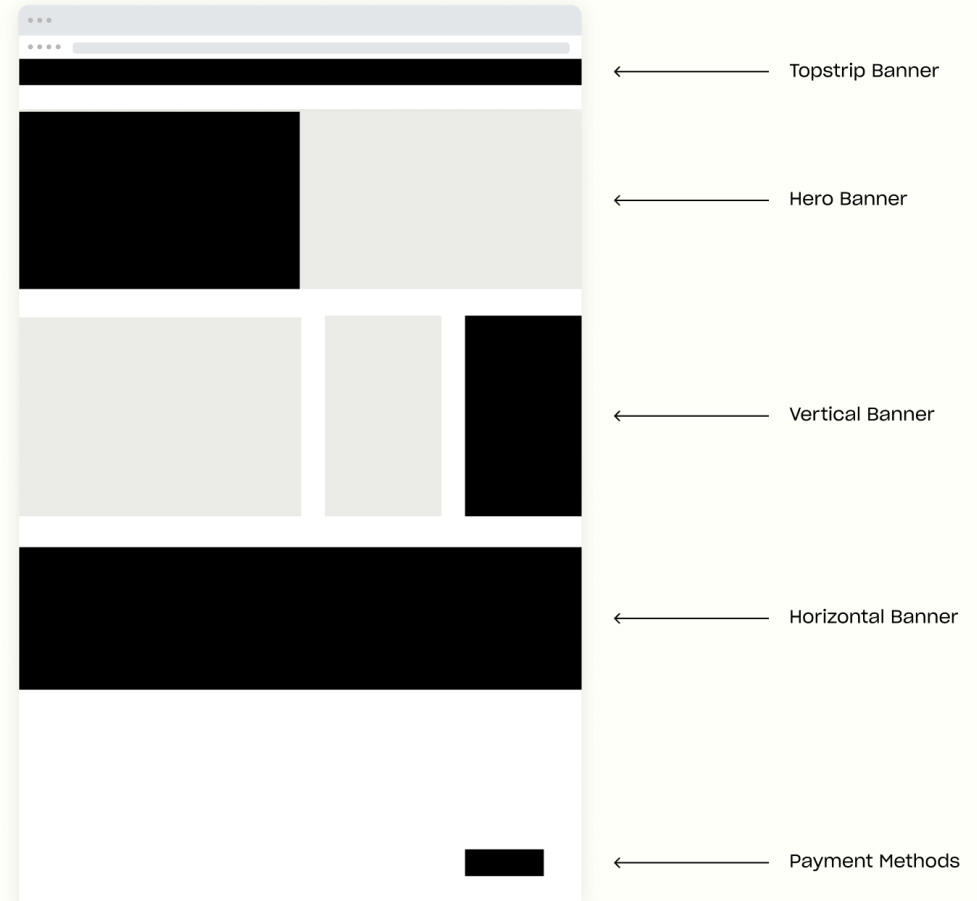 Topstrip Banner
Hero Banner
Vertical Banner
Horizontal Banner
Payment Methods